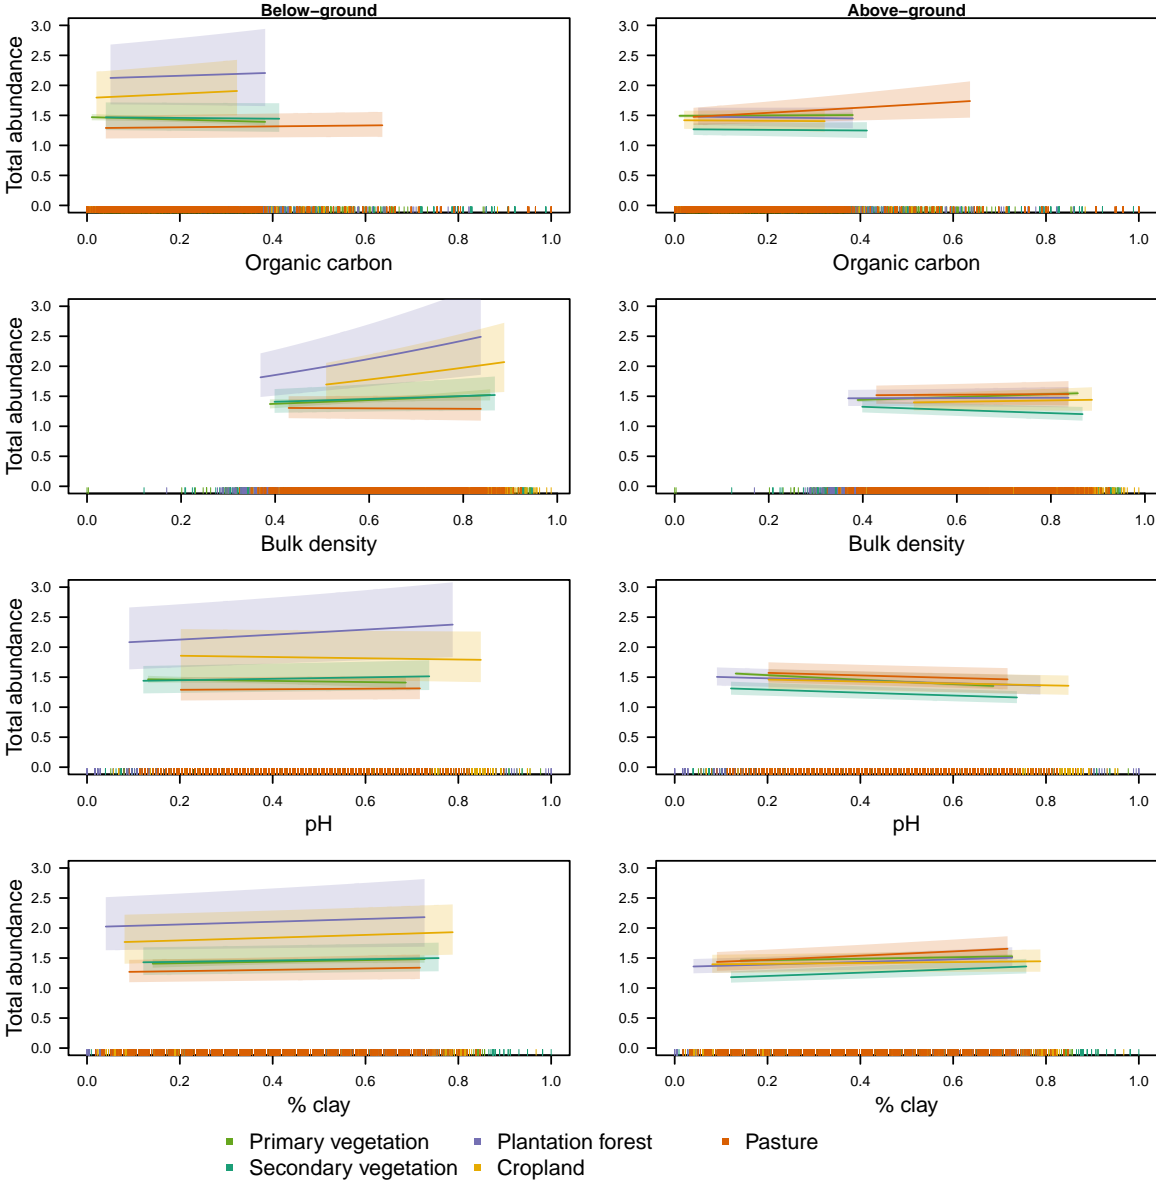 Below−ground
Above−ground
Total abundance
3.0
2.5
2.0
1.5
1.0
0.5
0.0
0.0 0.2 0.4 0.6 0.8 1.0
Organic carbon
3.0
2.5
2.0
1.5
1.0
0.5
0.0
0.0 0.2 0.4 0.6 0.8 1.0
Organic carbon
Total abundance
3.0
2.5
2.0
1.5
1.0
0.5
0.0
0.0 0.2 0.4 0.6 0.8 1.0
Bulk density
3.0
2.5
2.0
1.5
1.0
0.5
0.0
0.0 0.2 0.4 0.6 0.8 1.0
Bulk density
Total abundance
3.0
2.5
2.0
1.5
1.0
0.5
0.0
0.0 0.2 0.4 0.6 0.8 1.0
pH
3.0
2.5
2.0
1.5
1.0
0.5
0.0
0.0 0.2 0.4 0.6 0.8 1.0
pH
Total abundance
3.0
2.5
2.0
1.5
1.0
0.5
0.0
0.0 0.2 0.4 0.6 0.8 1.0
% clay
3.0
2.5
2.0
1.5
1.0
0.5
0.0
0.0 0.2 0.4 0.6 0.8 1.0
% clay
Primary vegetation Plantation forest Pasture
Secondary vegetation Cropland